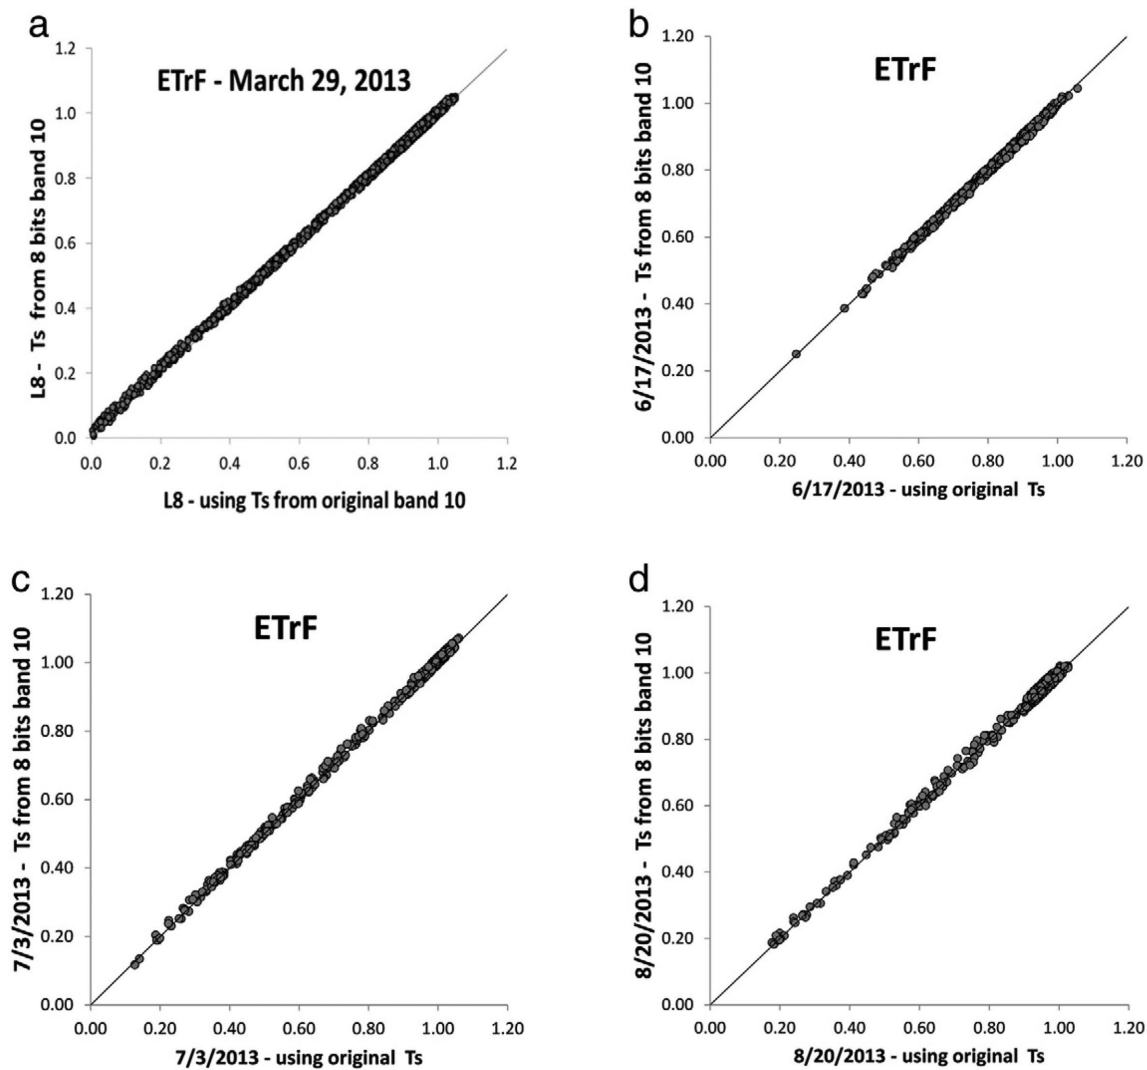 a
ETrF - March 29, 2013
L8 - Ts from 8 bits band 10
1.2
1.0
0.8
0.6
0.4
0.2
0.0
0.0 0.2 0.4 0.6 0.8 1.0 1.2
L8 - using Ts from original band 10
b
ETrF
6/17/2013 - Ts from 8 bits band 10
1.20
1.00
0.80
0.60
0.40
0.20
0.00
0.00 0.20 0.40 0.60 0.80 1.00 1.20
6/17/2013 - using original Ts
c
ETrF
7/3/2013 - Ts from 8 bits band 10
1.20
1.00
0.80
0.60
0.40
0.20
0.00
0.00 0.20 0.40 0.60 0.80 1.00 1.20
7/3/2013 - using original Ts
d
ETrF
8/20/2013 - Ts from 8 bits band 10
1.20
1.00
0.80
0.60
0.40
0.20
0.00
0.00 0.20 0.40 0.60 0.80 1.00 1.20
8/20/2013 - using original Ts